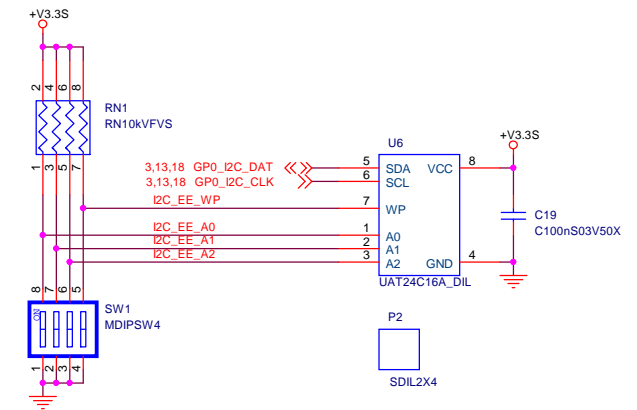 +V3.3S
2 4 6 8
RN1
RN10kVFVS
1 3 5 7
U6
+V3.3S
3,13,18 GP0_I2C_DAT 5 SDA VCC 8
3,13,18 GP0_I2C_CLK 6 SCL
I2C_EE_WP 7 WP
I2C_EE_A0 1 A0
I2C_EE_A1 2 A1
I2C_EE_A2 3 A2 GND 4
C19
C100nS03V50X
UAT24C16A_DIL
8 7 6 5
ON
SW1
MDIPSW4
1 2 3 4
P2
SDIL2X4